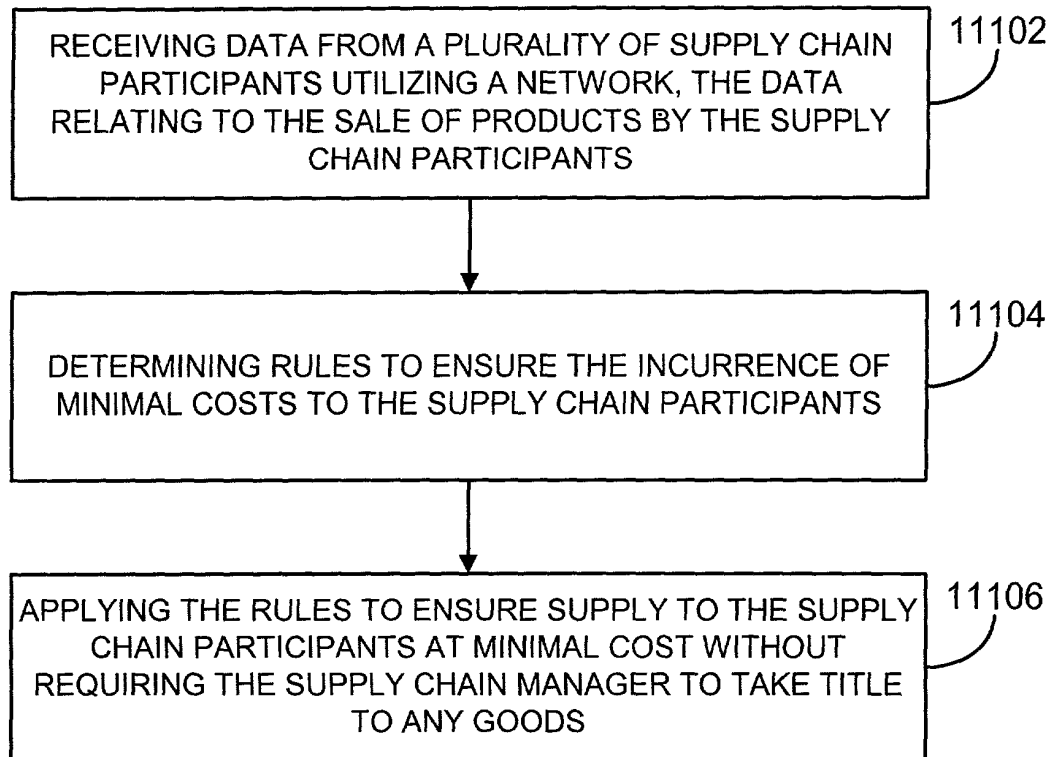 RECEIVING DATA FROM A PLURALITY OF SUPPLY CHAIN
PARTICIPANTS UTILIZING A NETWORK, THE DATA
RELATING TO THE SALE OF PRODUCTS BY THE SUPPLY
CHAIN PARTICIPANTS
11102
DETERMINING RULES TO ENSURE THE INCURRENCE OF
MINIMAL COSTS TO THE SUPPLY CHAIN PARTICIPANTS
11104
APPLYING THE RULES TO ENSURE SUPPLY TO THE SUPPLY
CHAIN PARTICIPANTS AT MINIMAL COST WITHOUT
REQUIRING THE SUPPLY CHAIN MANAGER TO TAKE TITLE
TO ANY GOODS
11106